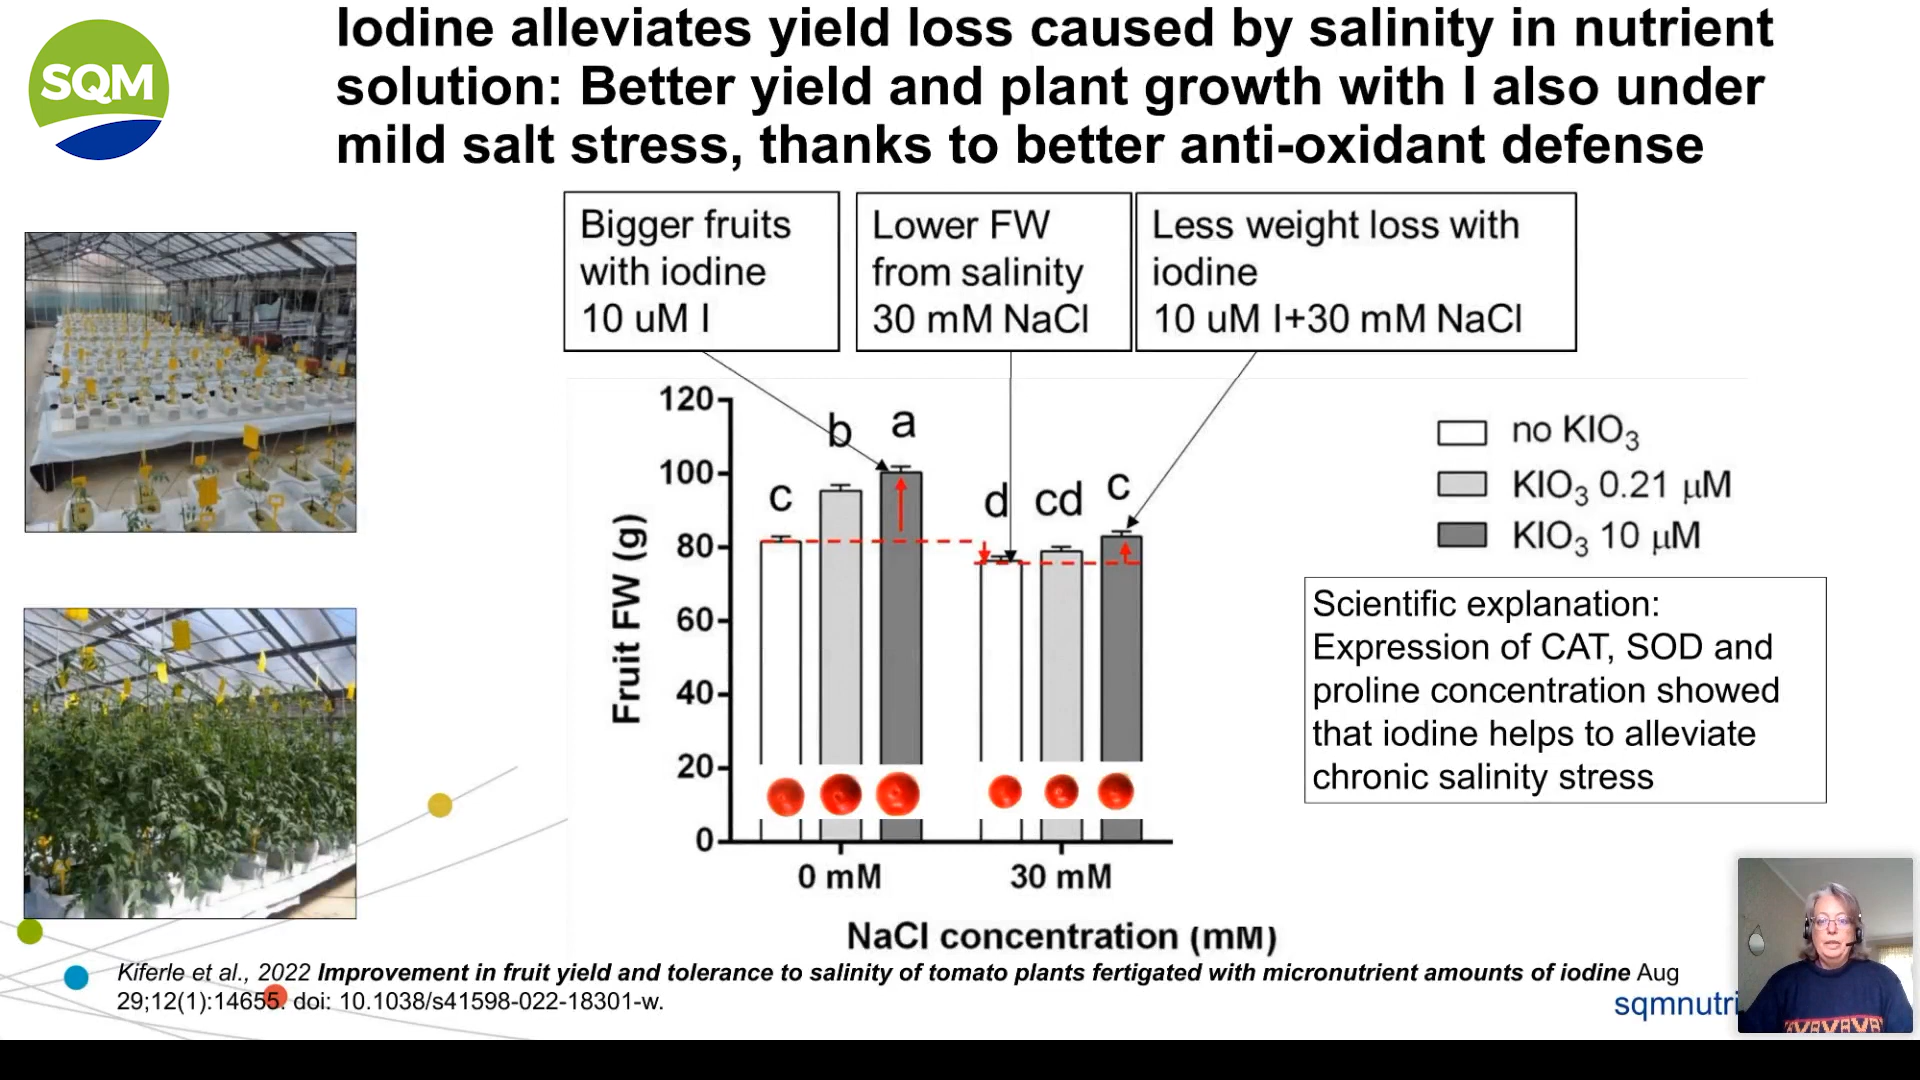 SQM
Iodine alleviates yield loss caused by salinity in nutrient
solution: Better yield and plant growth with I also under
mild salt stress, thanks to better anti-oxidant defense
Bigger fruits
with iodine
10 uM I
Lower FW
from salinity
30 mM NaCl
Less weight loss with
iodine
10 uM I+30 mM NaCl
Fruit FW (g)
120
100
80
60
40
20
0
c
b
a
d
cd
c
0 mM
30 mM
NaCl concentration (mM)
no KIO₃
KIO₃ 0.21 µM
KIO₃ 10 µM
Scientific explanation:
Expression of CAT, SOD and
proline concentration showed
that iodine helps to alleviate
chronic salinity stress
Kiferle et al., 2022 Improvement in fruit yield and tolerance to salinity of tomato plants fertigated with micronutrient amounts of iodine Aug
29;12(1):14655. doi: 10.1038/s41598-022-18301-w.
sqmnutri